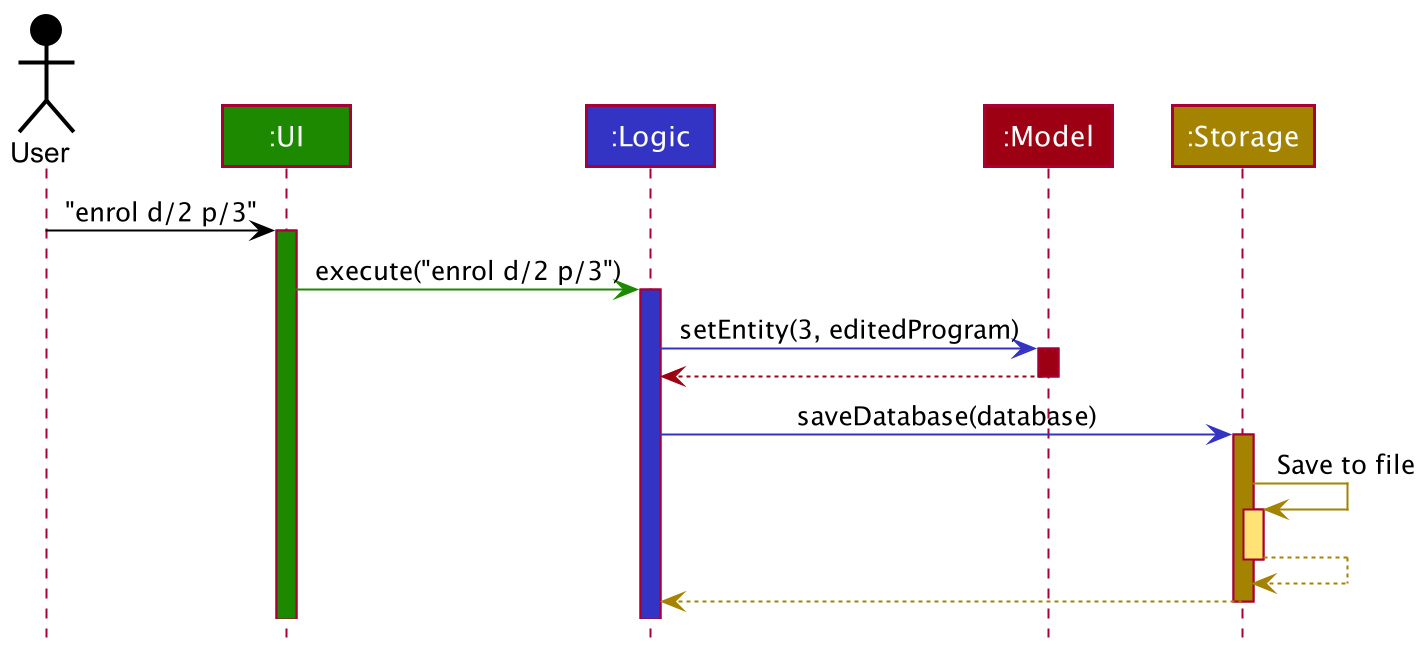 User
:UI
:Logic
:Model
:Storage
"enrol d/2 p/3"
execute("enrol d/2 p/3")
setEntity(3, editedProgram)
saveDatabase(database)
Save to file